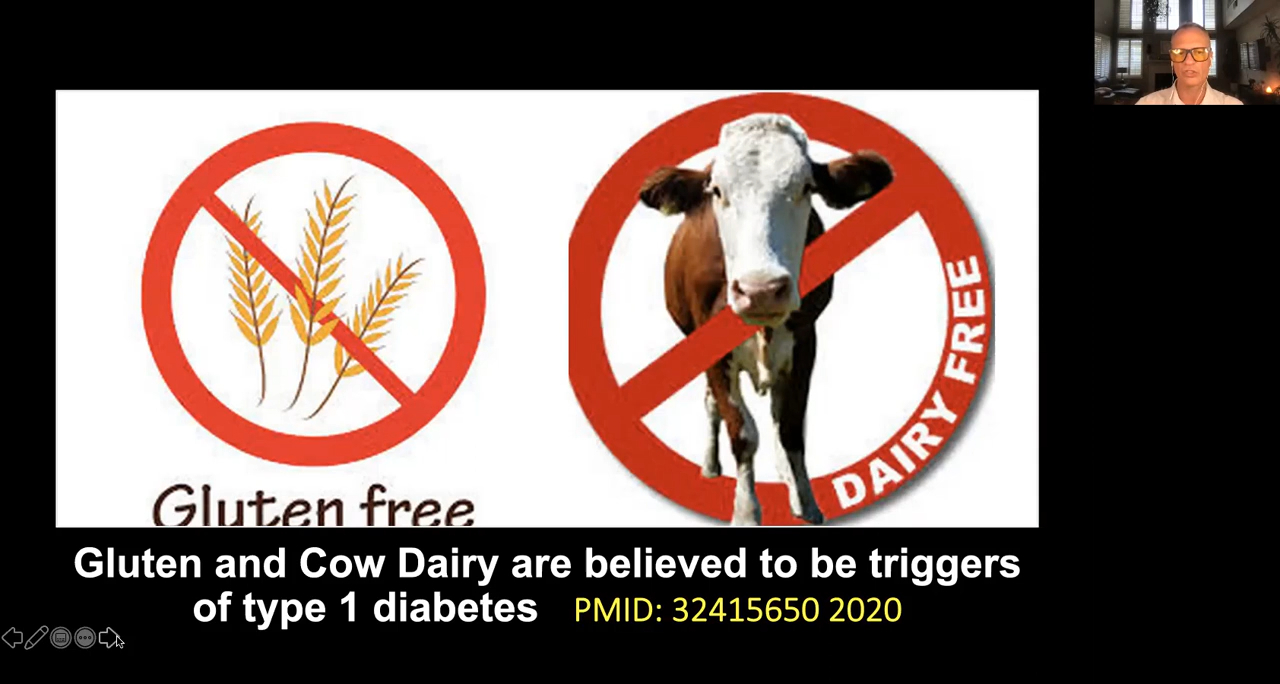 Gluten free
DAIRY FREE
Gluten and Cow Dairy are believed to be triggers
of type 1 diabetes PMID: 32415650 2020